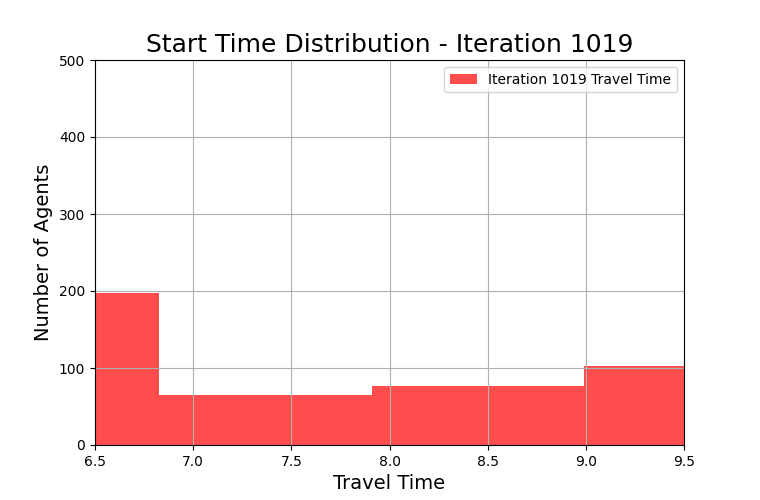 Start Time Distribution - Iteration 1019
Iteration 1019 Travel Time
Number of Agents
500
400
300
200
100
0
6.5 7.0 7.5 8.0 8.5 9.0 9.5
Travel Time